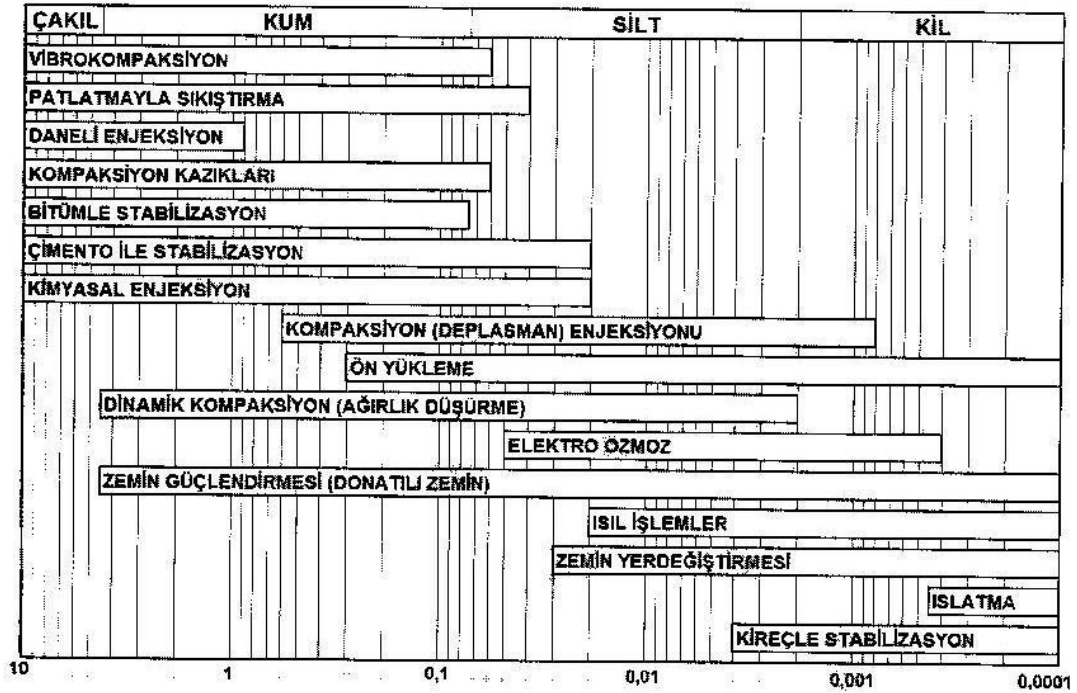 ÇAKIL KUM SİLT KİL
VİBROKOMPAKSİYON
PATLATMAYLA SIKIŞTIRMA
DANELİ ENJEKSİYON
KOMPAKSİYON KAZIKLARI
BİTÜMLE STABİLİZASYON
ÇİMENTO İLE STABİLİZASYON
KİMYASAL ENJEKSİYON
KOMPAKSİYON (DEPLASMAN) ENJEKSİYONU
ÖN YÜKLEME
DİNAMİK KOMPAKSİYON (AĞIRLIK DÜŞÜRME)
ELEKTRO OZMOZ
ZEMİN GÜÇLENDİRMESİ (DONATILI ZEMİN)
ISIL İŞLEMLER
ZEMİN YERDEĞİŞTİRMESİ
ISLATMA
KİREÇLE STABİLİZASYON
10 1 0,1 0,01 0,001 0,0001